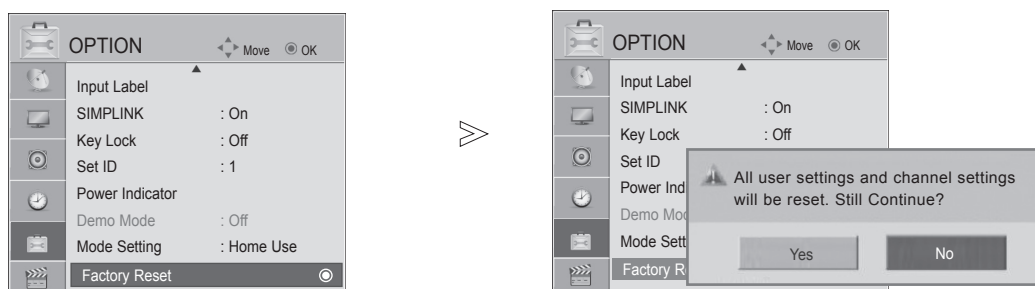 OPTION Move OK
Input Label
SIMPLINK : On
Key Lock : Off
Set ID : 1
Power Indicator
Demo Mode : Off
Mode Setting : Home Use
Factory Reset
OPTION Move OK
Input Label
SIMPLINK : On
Key Lock : Off
Set ID
Power Ind
Demo Mod
Mode Sett
Factory R
All user settings and channel settings
will be reset. Still Continue?
Yes No